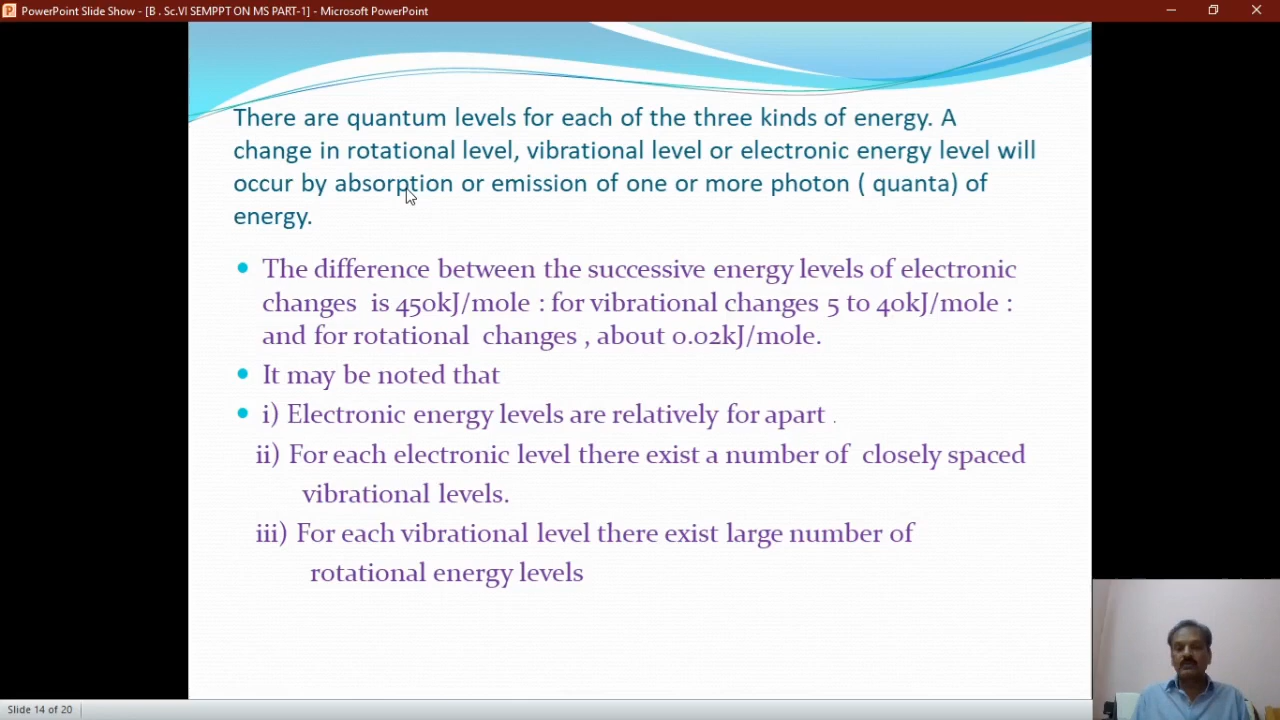 PowerPoint Slide Show - [B . Sc.VI SEMPPT ON MS PART-1] - Microsoft PowerPoint
There are quantum levels for each of the three kinds of energy. A
change in rotational level, vibrational level or electronic energy level will
occur by absorption or emission of one or more photon ( quanta) of
energy.
• The difference between the successive energy levels of electronic
changes is 450kJ/mole : for vibrational changes 5 to 40kJ/mole :
and for rotational changes , about 0.02kJ/mole.
• It may be noted that
• i) Electronic energy levels are relatively for apart .
ii) For each electronic level there exist a number of closely spaced
vibrational levels.
iii) For each vibrational level there exist large number of
rotational energy levels
Slide 14 of 20